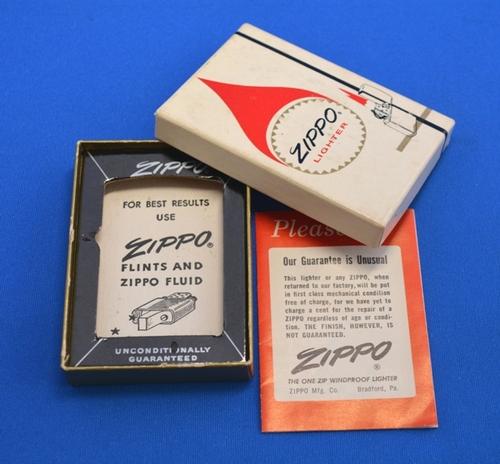 ZIPPO®
LIGHTER
ZIPPO
FOR BEST RESULTS
USE
ZIPPO®
FLINTS AND
ZIPPO FLUID
UNCONDITIONALLY
GUARANTEED
Please
Our Guarantee is Unusual
This lighter or any ZIPPO, when
returned to our factory, will be put
in first class mechanical condition
free of charge, for we have yet to
charge a cent for the repair of a
ZIPPO regardless of age or condi-
tion. THE FINISH, HOWEVER, IS
NOT GUARANTEED.
ZIPPO®
THE ONE-ZIP WINDPROOF LIGHTER
ZIPPO Mfg. Co. Bradford, Pa.